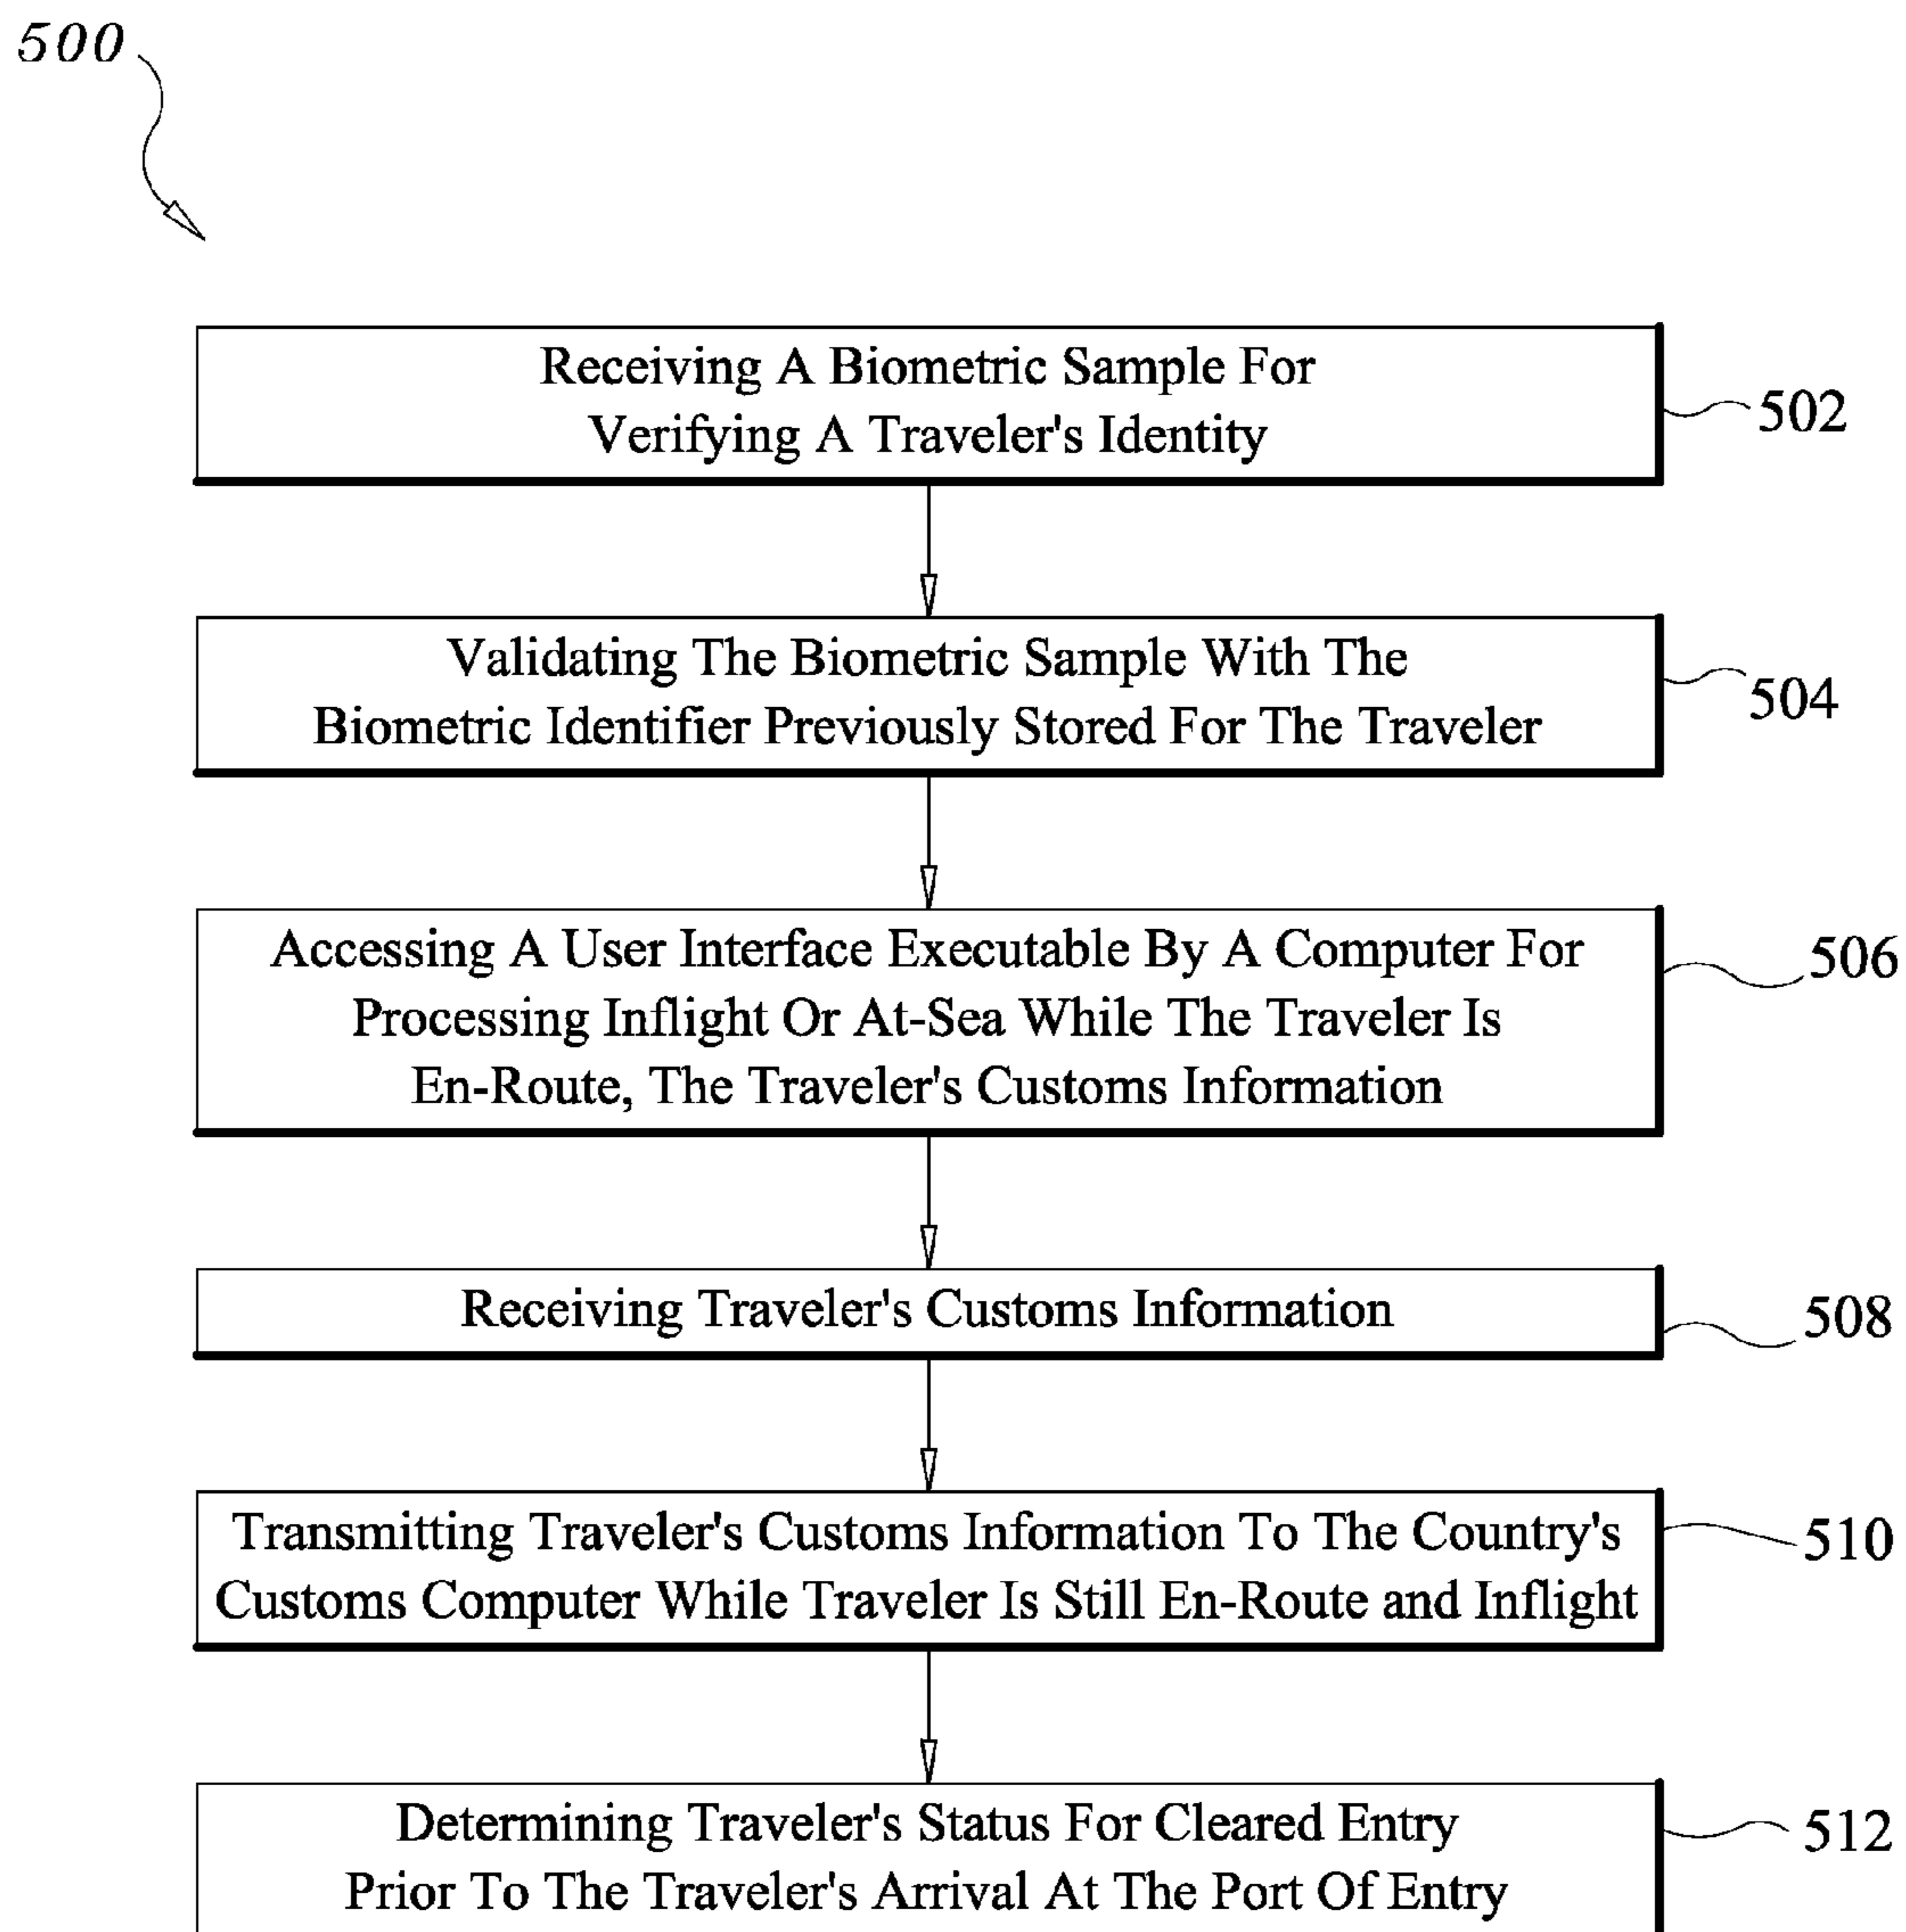 500
Receiving A Biometric Sample For
Verifying A Traveler's Identity
502
Validating The Biometric Sample With The
Biometric Identifier Previously Stored For The Traveler
504
Accessing A User Interface Executable By A Computer For
Processing Inflight Or At-Sea While The Traveler Is
En-Route, The Traveler's Customs Information
506
Receiving Traveler's Customs Information
508
Transmitting Traveler's Customs Information To The Country's
Customs Computer While Traveler Is Still En-Route and Inflight
510
Determining Traveler's Status For Cleared Entry
Prior To The Traveler's Arrival At The Port Of Entry
512